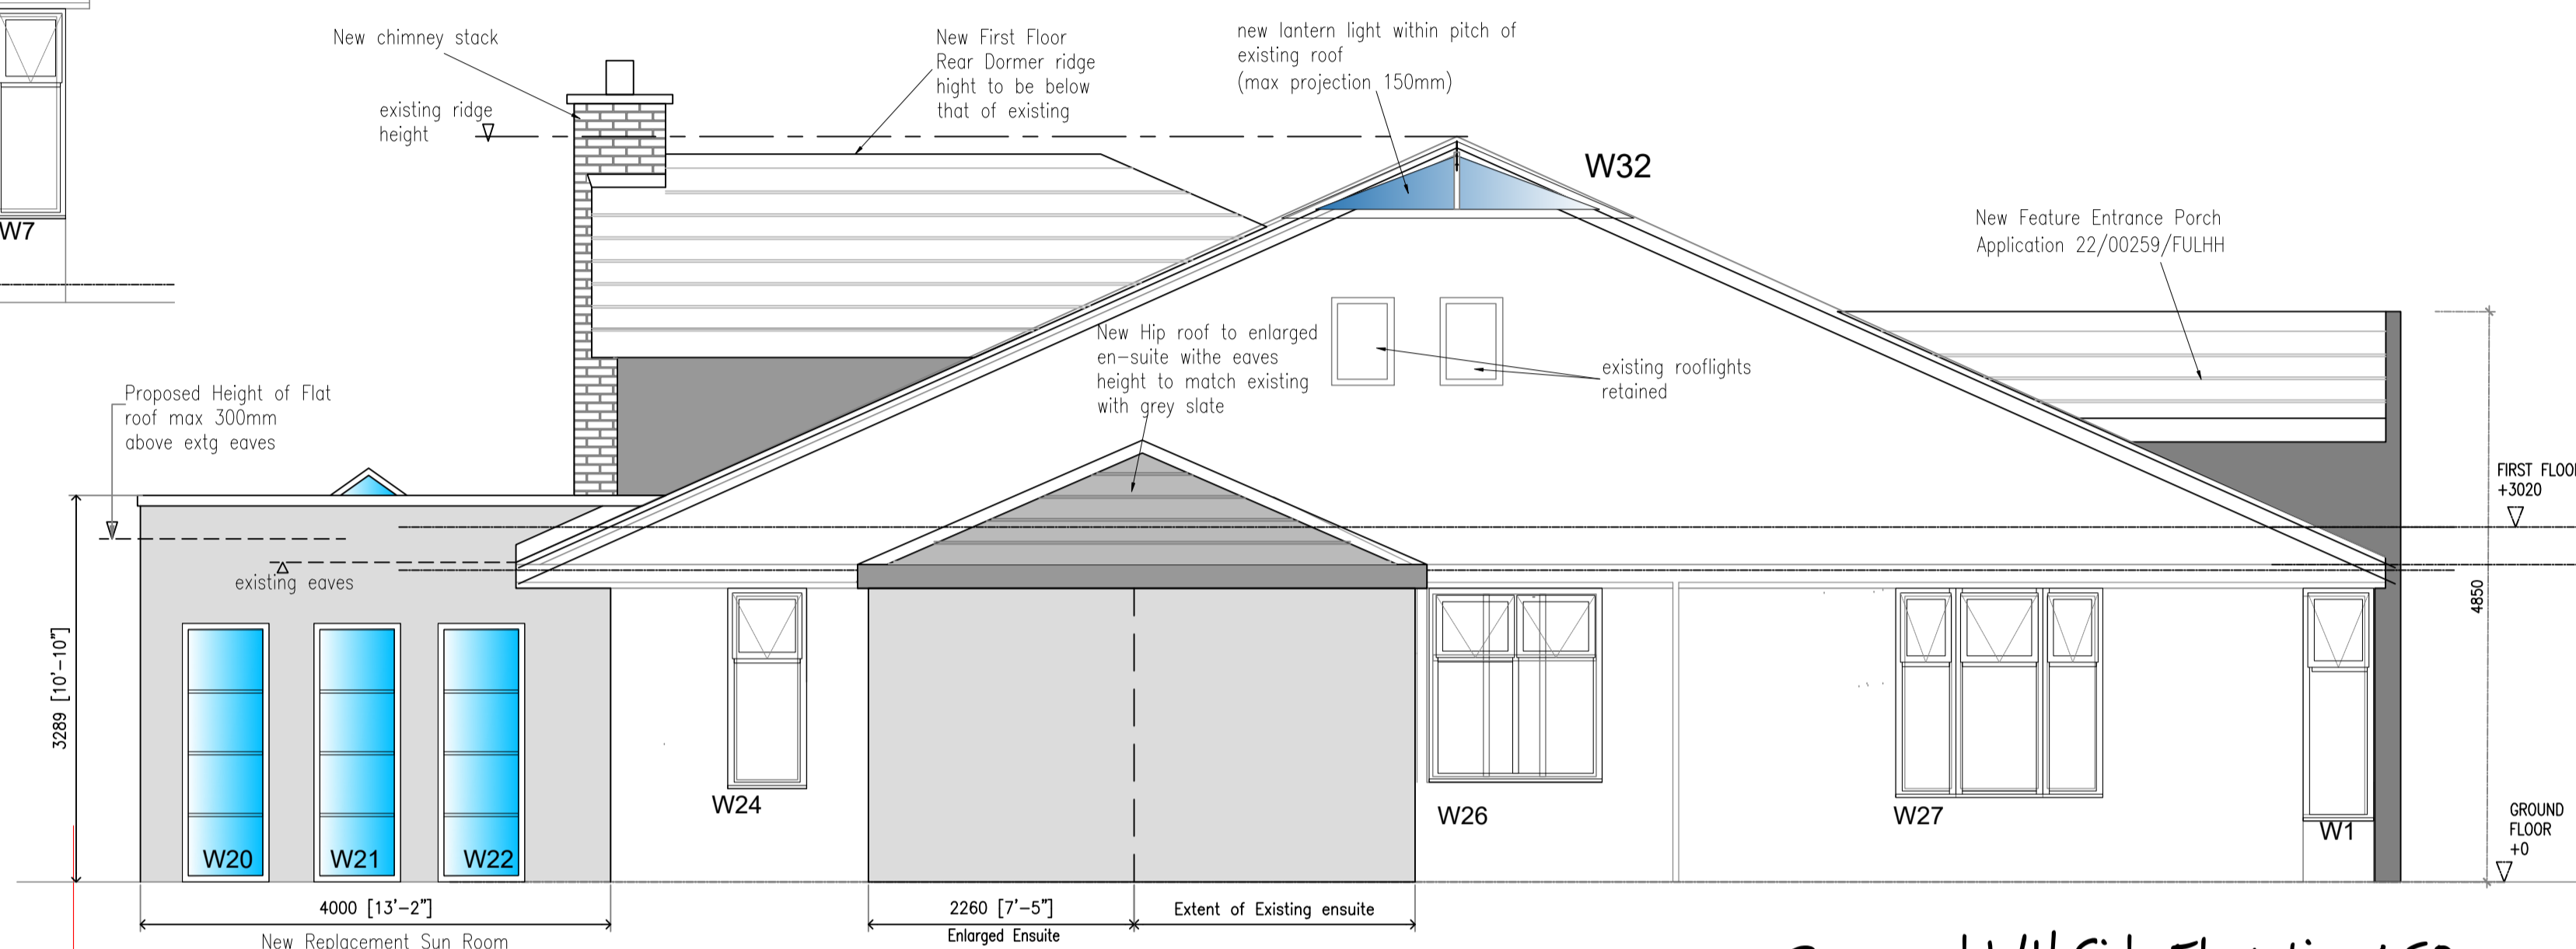 New chimney stack
existing ridge
height
New First Floor
Rear Dormer ridge
hight to be below
that of existing
new lantern light within pitch of
existing roof
(max projection 150mm)
W32
W7
New Feature Entrance Porch
Application 22/00259/FULHH
New Hip roof to enlarged
en-suite withe eaves
height to match existing
with grey slate
existing rooflights
retained
Proposed Height of Flat
roof max 300mm
above extg eaves
existing eaves
FIRST FLOOR
+3020
4850
3289 [10'-10"]
W20
W21
W22
W24
W26
W27
W1
GROUND
FLOOR
+0
4000 [13'-2"]
New Replacement Sun Room
2260 [7'-5"]
Enlarged Ensuite
Extent of Existing ensuite